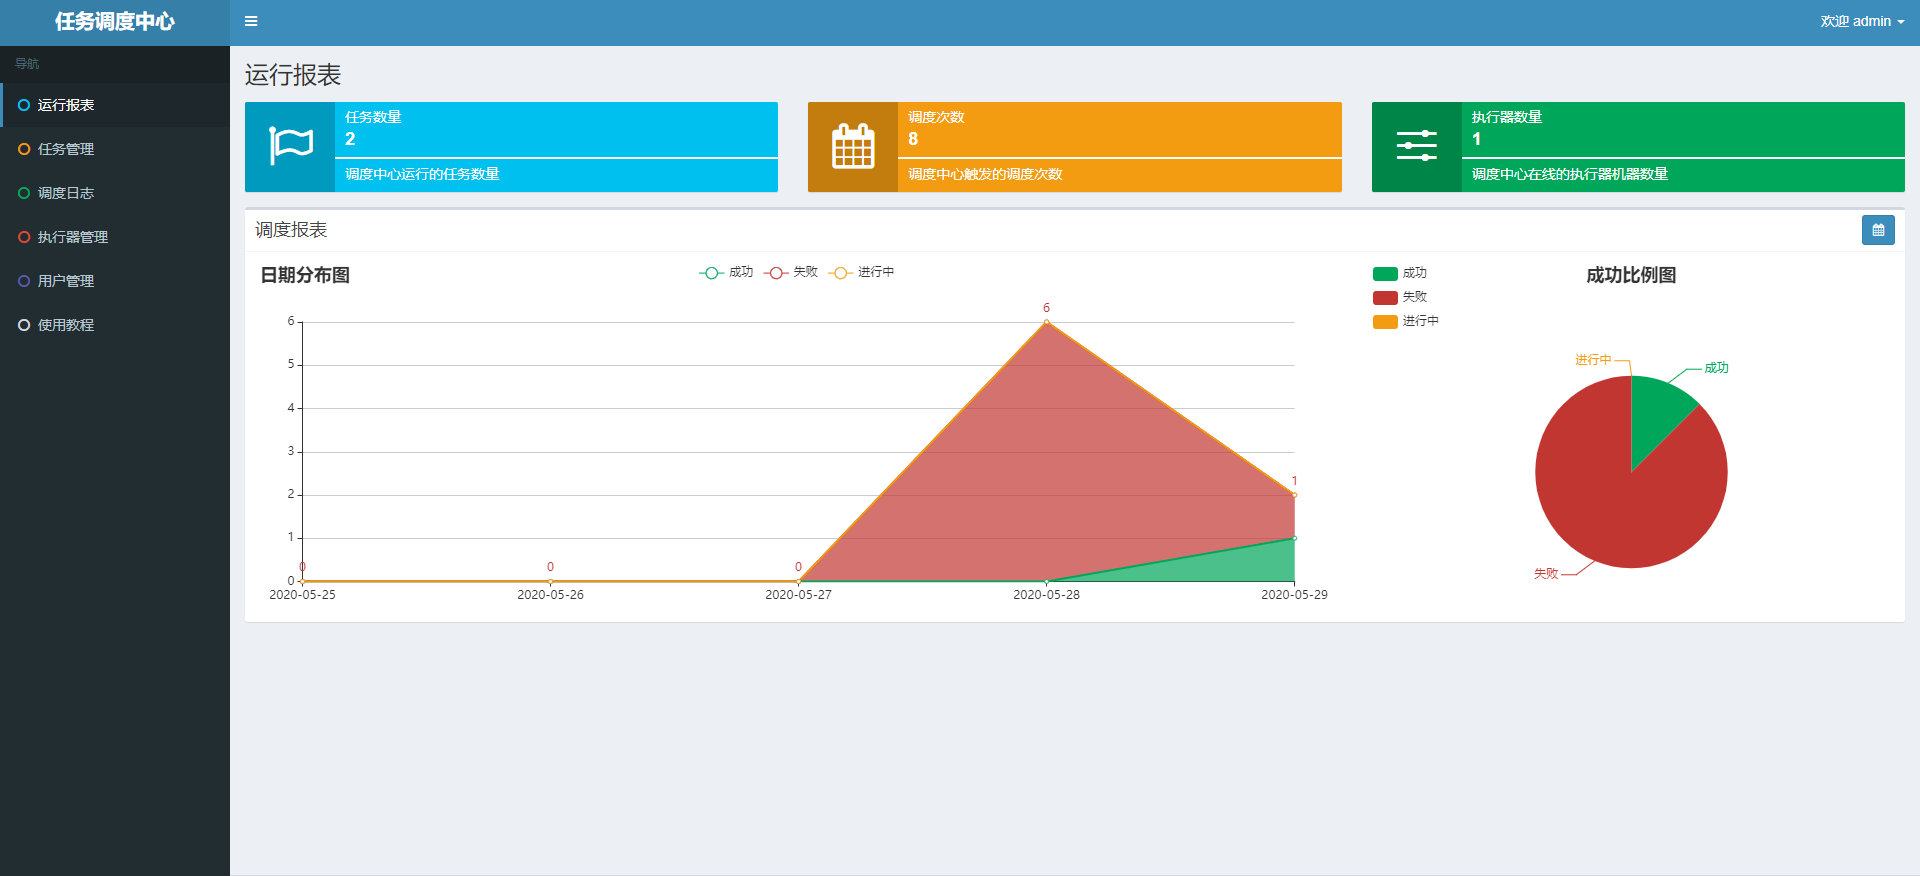 任务调度中心
欢迎 admin
导航
运行报表
任务管理
调度日志
执行器管理
用户管理
使用教程
运行报表
任务数量
2
调度中心运行的任务数量
调度次数
8
调度中心触发的调度次数
执行器数量
1
调度中心在线的执行器机器数量
调度报表
日期分布图
成功 失败 进行中
6
5
4
3
2
1
0
0
0
0
6
1
2020-05-25 2020-05-26 2020-05-27 2020-05-28 2020-05-29
成功
失败
进行中
成功比例图
进行中
成功
失败